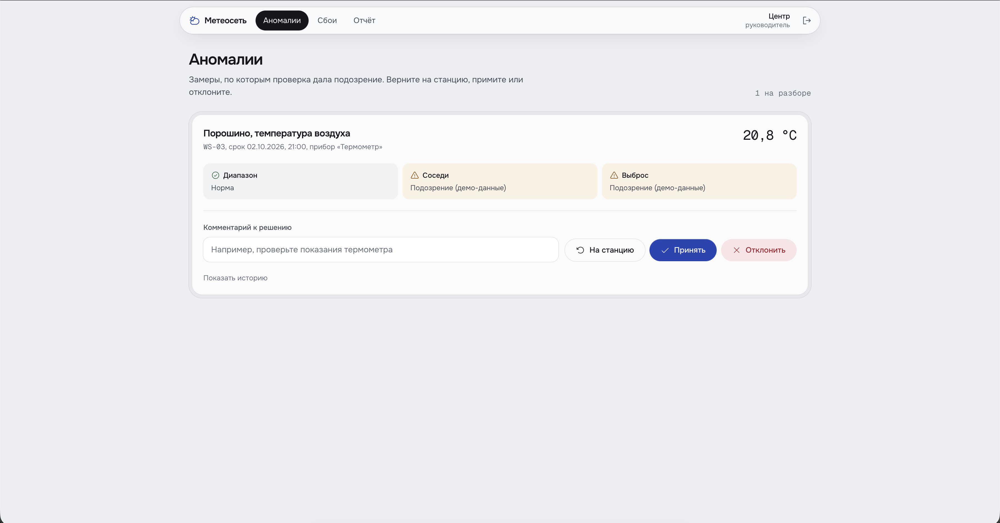 Метеосеть
Аномалии
Сбои
Отчёт
Центр
руководитель
Аномалии
Замеры, по которым проверка дала подозрение. Верните на станцию, примите или
отклоните.
1 на разборе
Порошино, температура воздуха
20,8 °C
WS-03, срок 02.10.2026, 21:00, прибор «Термометр»
Диапазон
Норма
Соседи
Подозрение (демо-данные)
Выброс
Подозрение (демо-данные)
Комментарий к решению
Например, проверьте показания термометра
На станцию
Принять
Отклонить
Показать историю